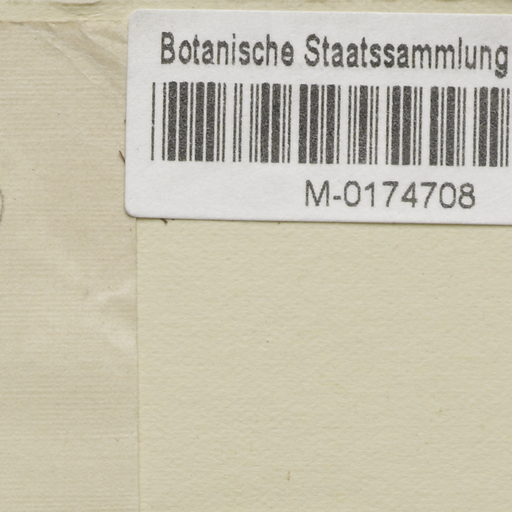 Botanische Staatssammlung
M-0174708